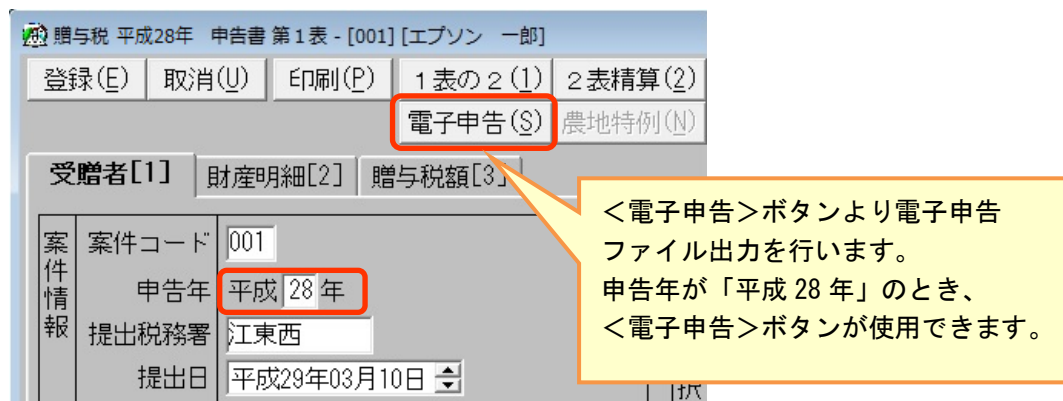 贈与税 平成28年 申告書 第1表 - [001] [エプソン 一郎]
登録(E) 取消(U) 印刷(P) 1表の2(1) 2表精算(2)
電子申告(S) 農地特例(N)
受贈者[1] 財産明細[2] 贈与税額[3]
案件情報
案件コード 001
申告年 平成 28 年
提出税務署 江東西
提出日 平成29年03月10日
択
<電子申告>ボタンより電子申告
ファイル出力を行います。
申告年が「平成 28 年」のとき、
<電子申告>ボタンが使用できます。